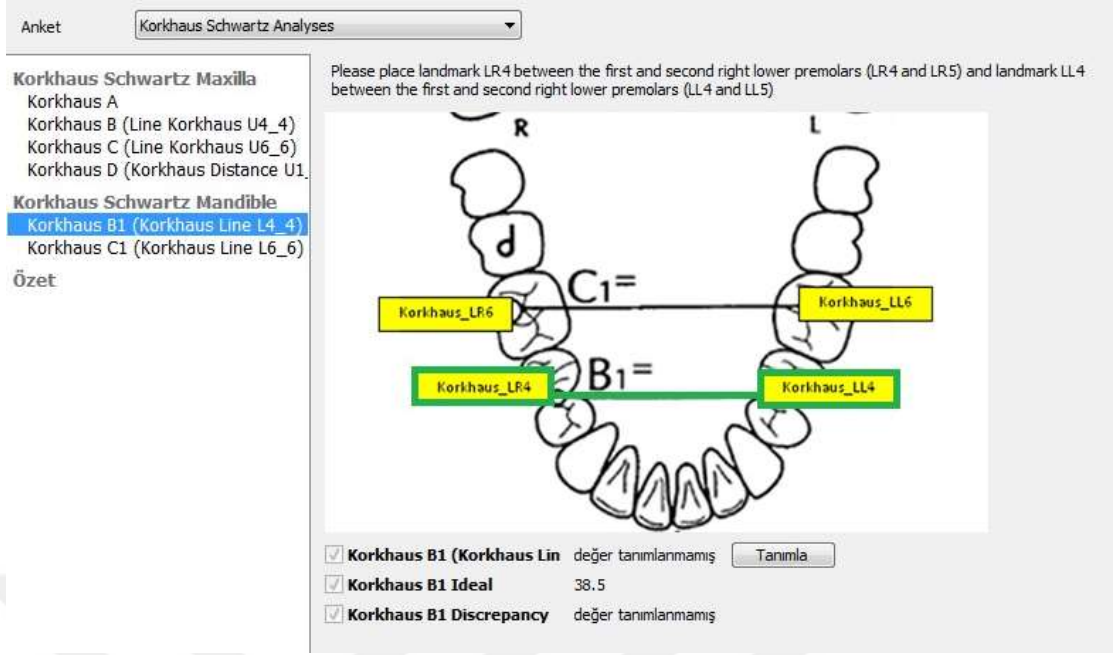 Anket
Korkhaus Schwartz Analyses
Korkhaus Schwartz Maxilla
Korkhaus A
Korkhaus B (Line Korkhaus U4_4)
Korkhaus C (Line Korkhaus U6_6)
Korkhaus D (Korkhaus Distance U1_
Korkhaus Schwartz Mandible
Korkhaus B1 (Korkhaus Line L4_4)
Korkhaus C1 (Korkhaus Line L6_6)
Özet
Please place landmark LR4 between the first and second right lower premolars (LR4 and LR5) and landmark LL4
between the first and second right lower premolars (LL4 and LL5)
R L
d
C1=
Korkhaus_LR6 Korkhaus_LL6
B1=
Korkhaus_LR4 Korkhaus_LL4
Korkhaus B1 (Korkhaus Lin değer tanımlanmamış Tanımla
Korkhaus B1 Ideal 38.5
Korkhaus B1 Discrepancy değer tanımlanmamış